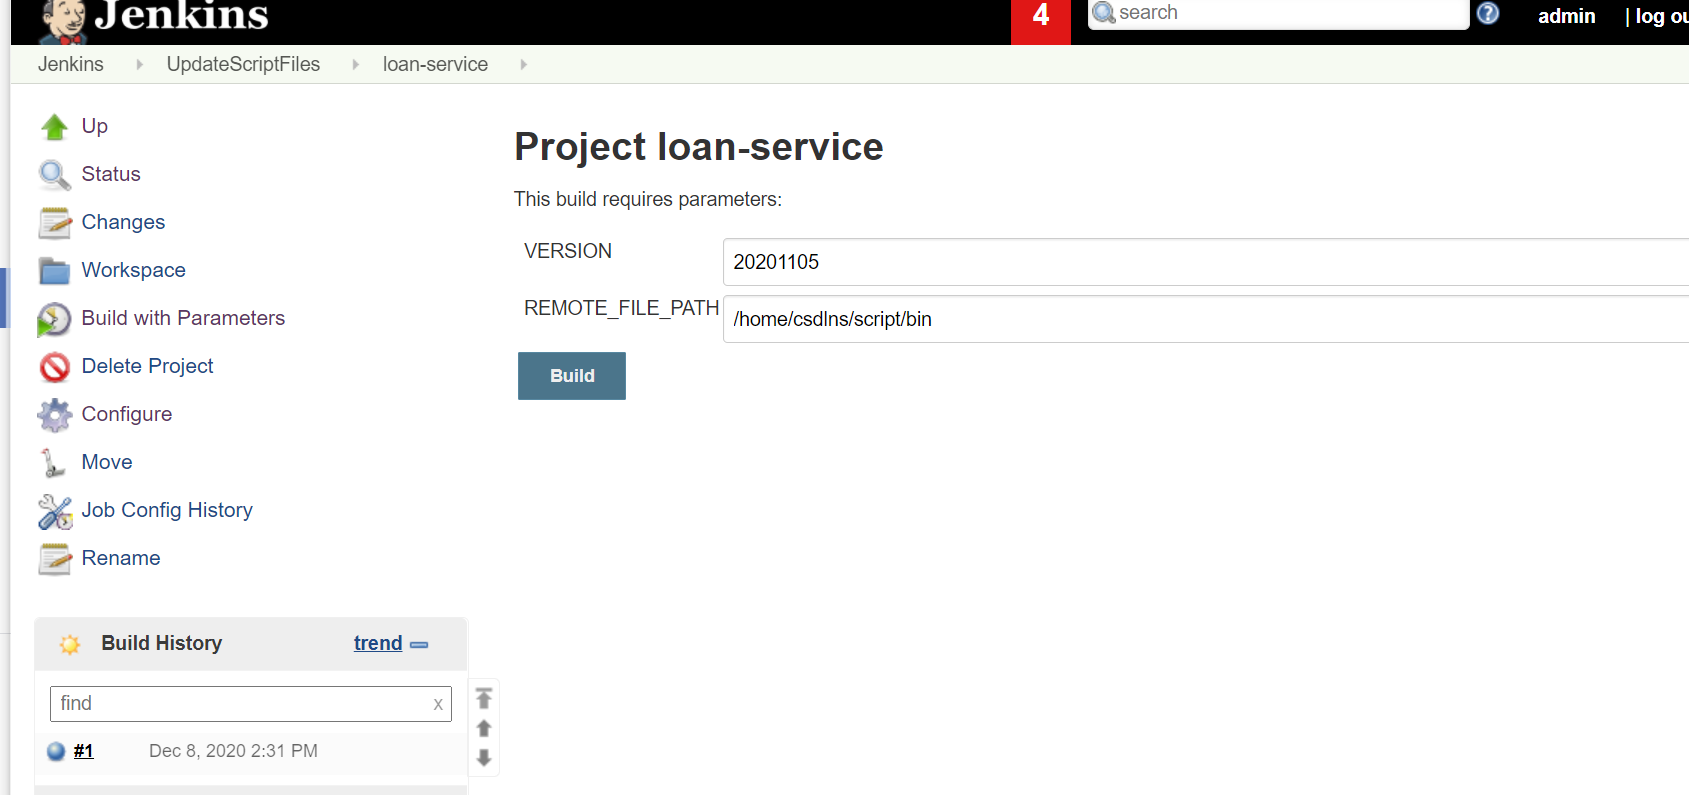 Jenkins
4
search
admin
| log ou
Jenkins
UpdateScriptFiles
loan-service
Up
Status
Changes
Workspace
Build with Parameters
Delete Project
Configure
Move
Job Config History
Rename
Project loan-service
This build requires parameters:
VERSION
20201105
REMOTE_FILE_PATH
/home/csdlns/script/bin
Build
Build History
trend
find
x
#1
Dec 8, 2020 2:31 PM